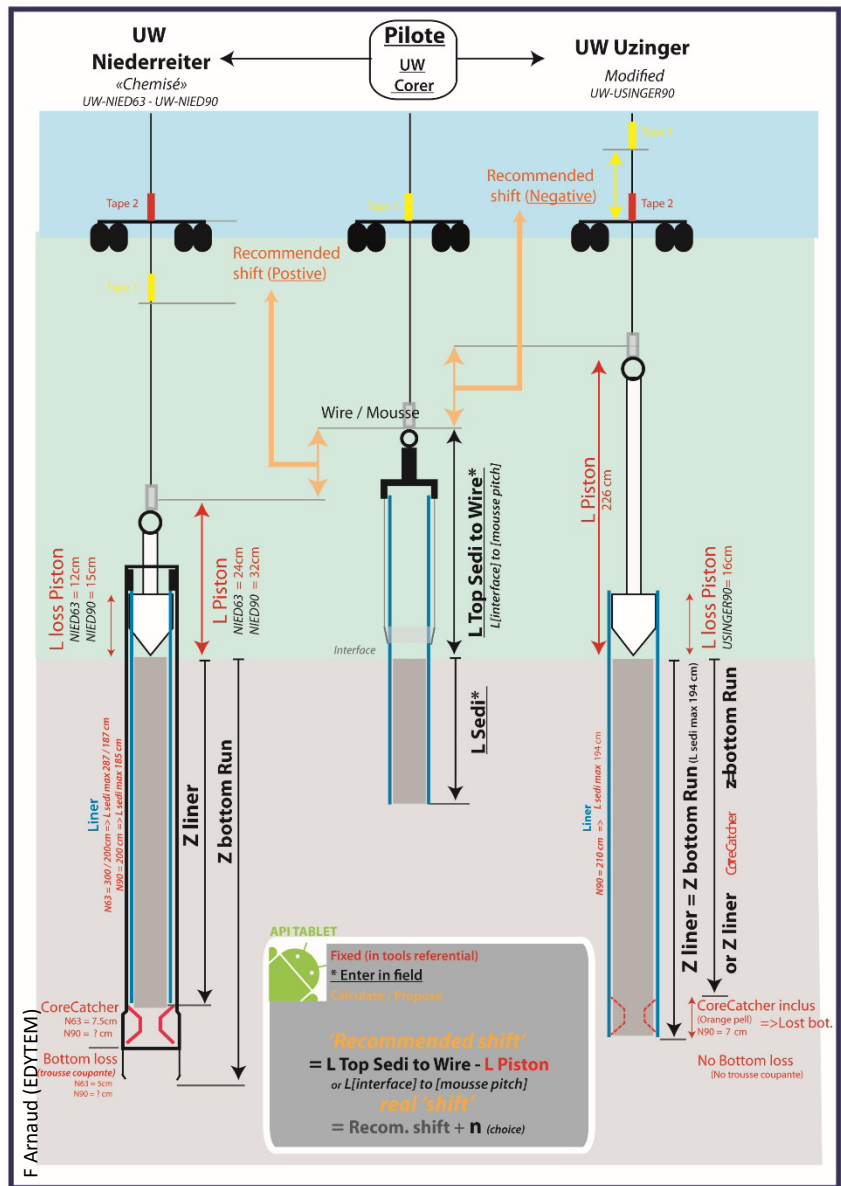 UW
Niederreiter
«Chemisé»
UW-NIED63 - UW-NIED90
Pilote
UW
Corer
UW Uzinger
Modified
UW-USINGER90
Tape 1
Tape 2
Recommended
shift (Negative)
Tape 2
Recommended
shift (Postive)
Tape 1
Wire / Mousse
L Top Sedi to Wire*
L[interface] to [mousse pitch]
L Piston
226 cm
L loss Piston
NIED63 = 12cm
NIED90 = 15cm
L Piston
NIED63 = 24cm
NIED90 = 32cm
L loss Piston
USINGER90= 16cm
Interface
L Sedi*
Liner
N63 = 300 / 200cm => L sedi max 287 / 187 cm
N90 = 200 cm => L sedi max 185 cm
Z liner
Z bottom Run
Liner
N90 = 210 cm => L sedi max 194 cm
Z liner = Z bottom Run (L sedi max 194 cm)
or Z liner CoreCatcher z-bottom Run
API TABLET
Fixed (in tools referential)
* Enter in field
Calculate / Propose
'Recommended shift'
= L Top Sedi to Wire - L Piston
or L[interface] to [mousse pitch]
real 'shift'
= Recom. shift + n (choice)
CoreCatcher
N63 = 7.5cm
N90 = ? cm
Bottom loss
(trousse coupante)
N63 = 5cm
N90 = ? cm
CoreCatcher inclus
(Orange pell)
N90 = 7 cm
=>Lost bot.
No Bottom loss
(No trousse coupante)
F Arnaud (EDYTEM)